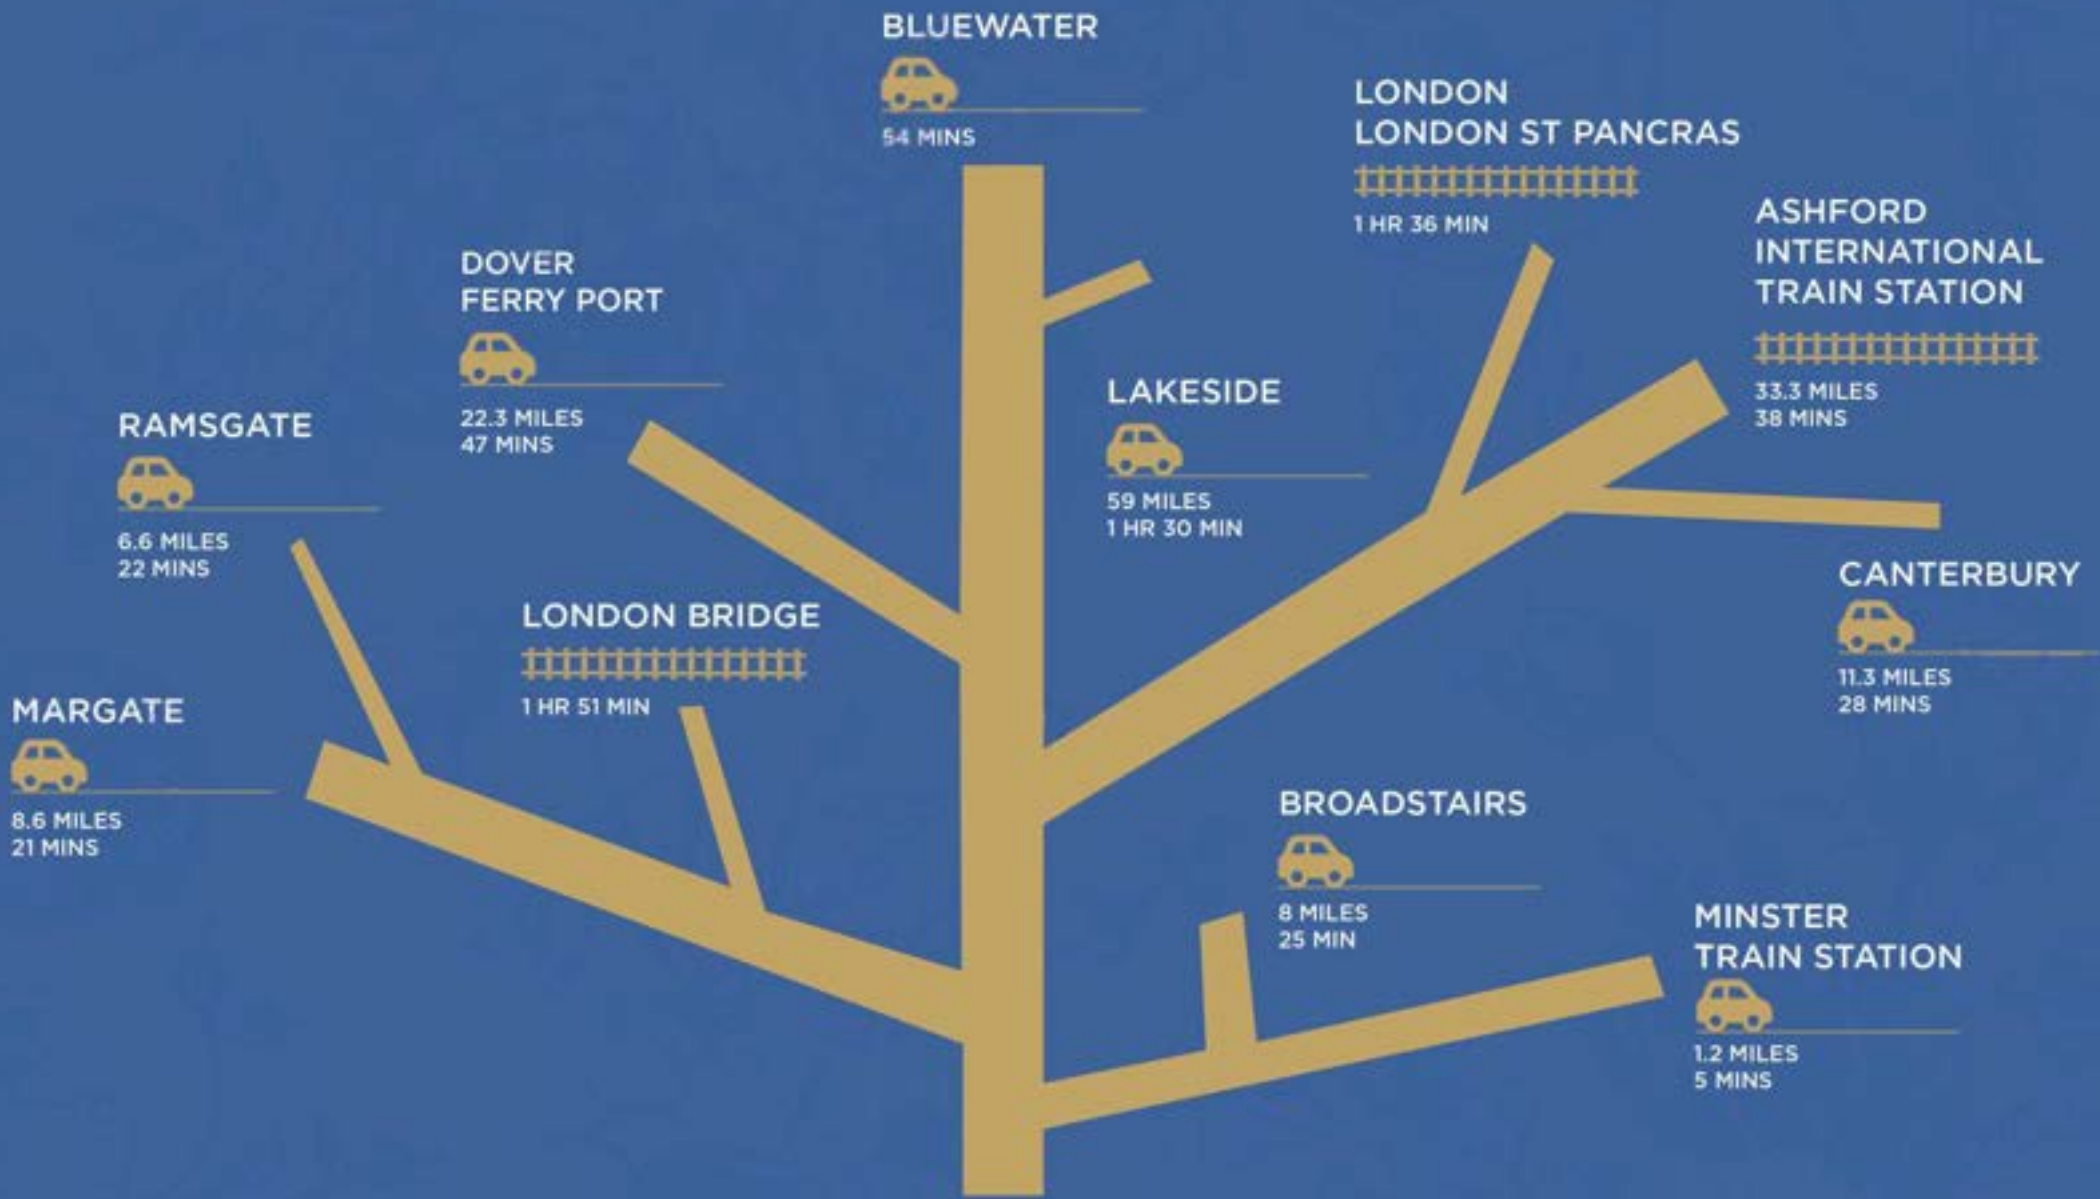 BLUEWATER
54 MINS
LONDON
LONDON ST PANCRAS
1 HR 36 MIN
ASHFORD
INTERNATIONAL
TRAIN STATION
33.3 MILES
38 MINS
DOVER
FERRY PORT
22.3 MILES
47 MINS
LAKESIDE
59 MILES
1 HR 30 MIN
RAMSGATE
6.6 MILES
22 MINS
CANTERBURY
11.3 MILES
28 MINS
LONDON BRIDGE
1 HR 51 MIN
MARGATE
8.6 MILES
21 MINS
BROADSTAIRS
8 MILES
25 MIN
MINSTER
TRAIN STATION
1.2 MILES
5 MINS